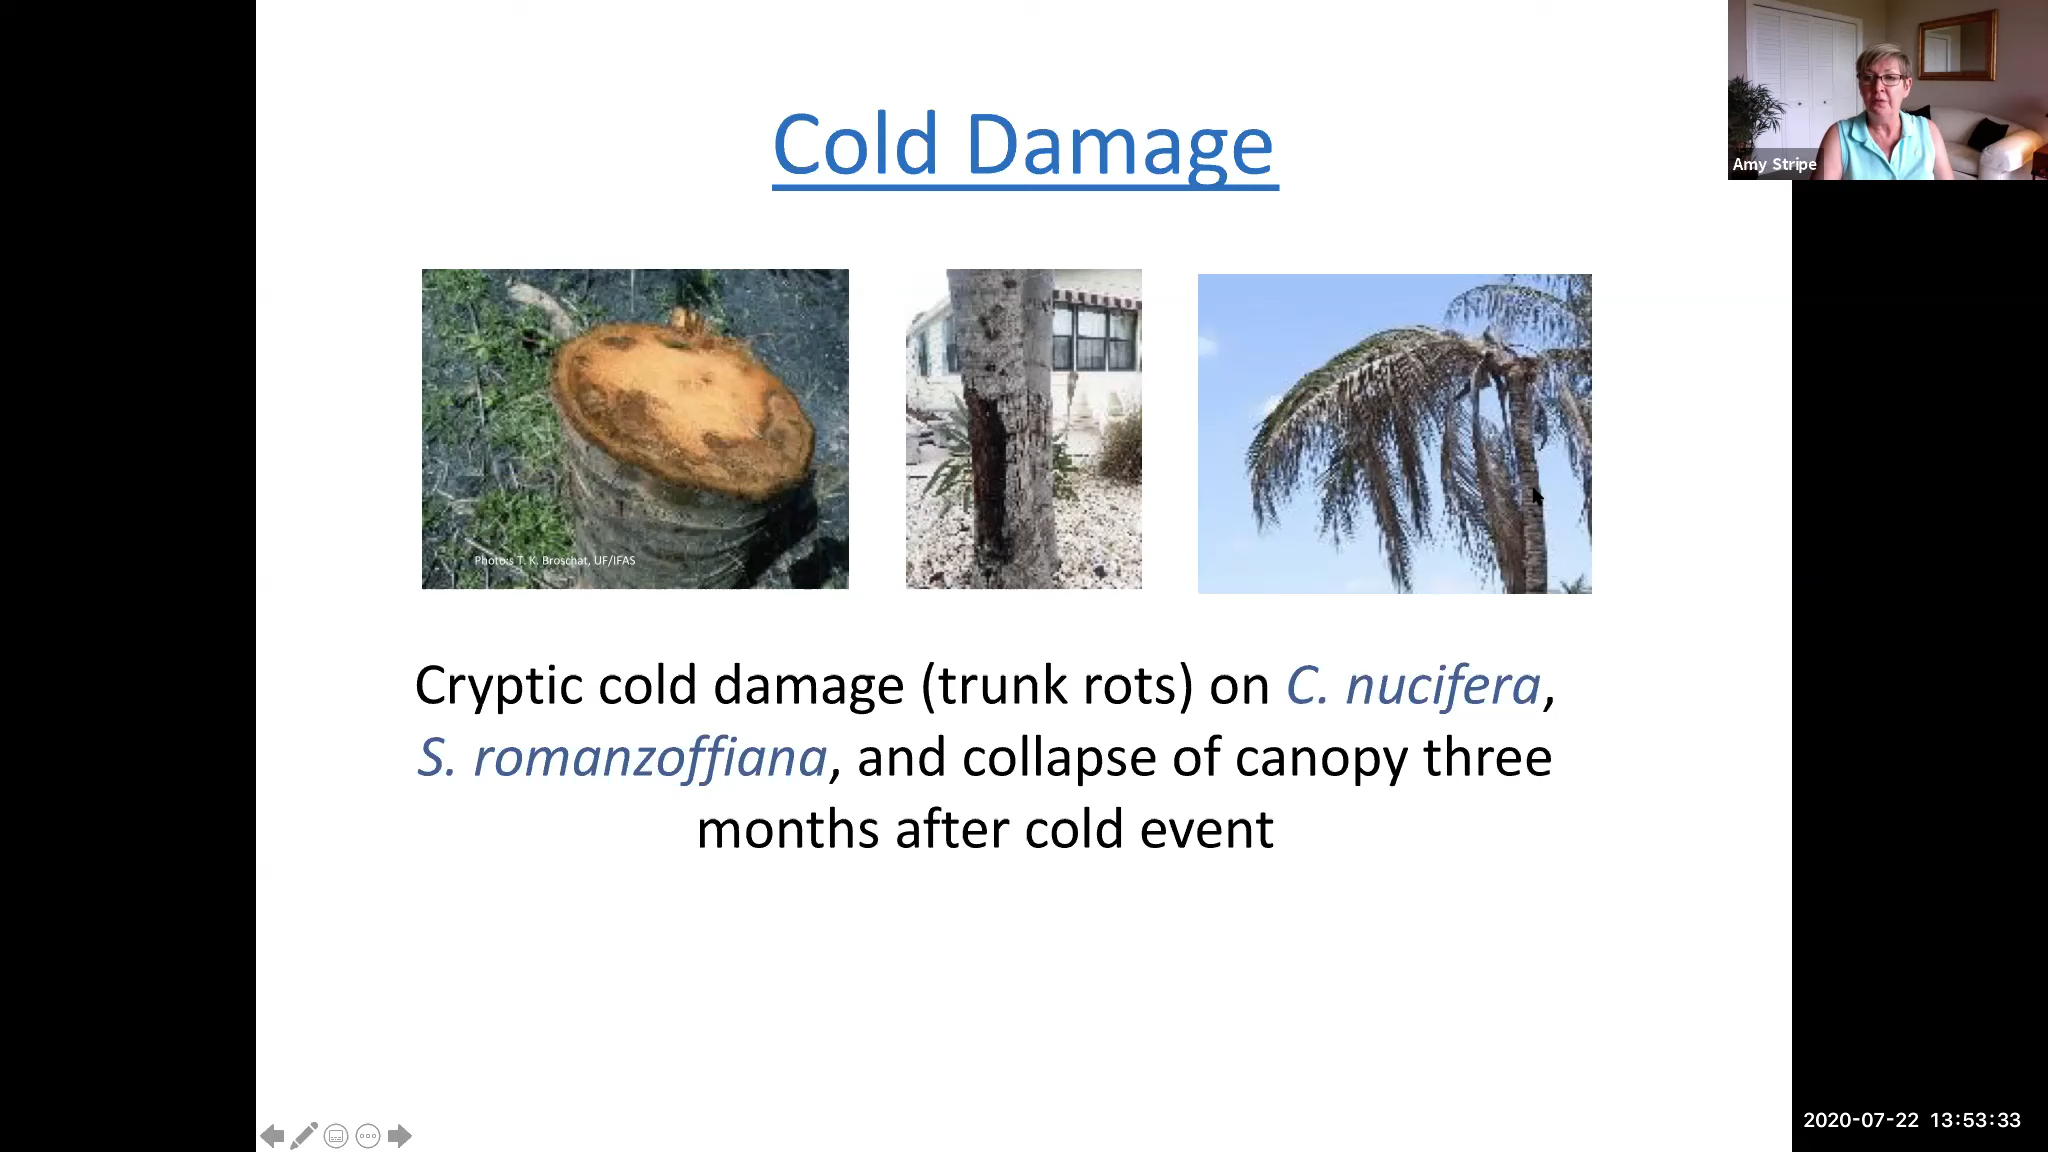 Cold Damage
Amy Stripe
Photo:s T. K. Broschat, UF/IFAS
Cryptic cold damage (trunk rots) on C. nucifera,
S. romanzoffiana, and collapse of canopy three
months after cold event
2020-07-22 13:53:33